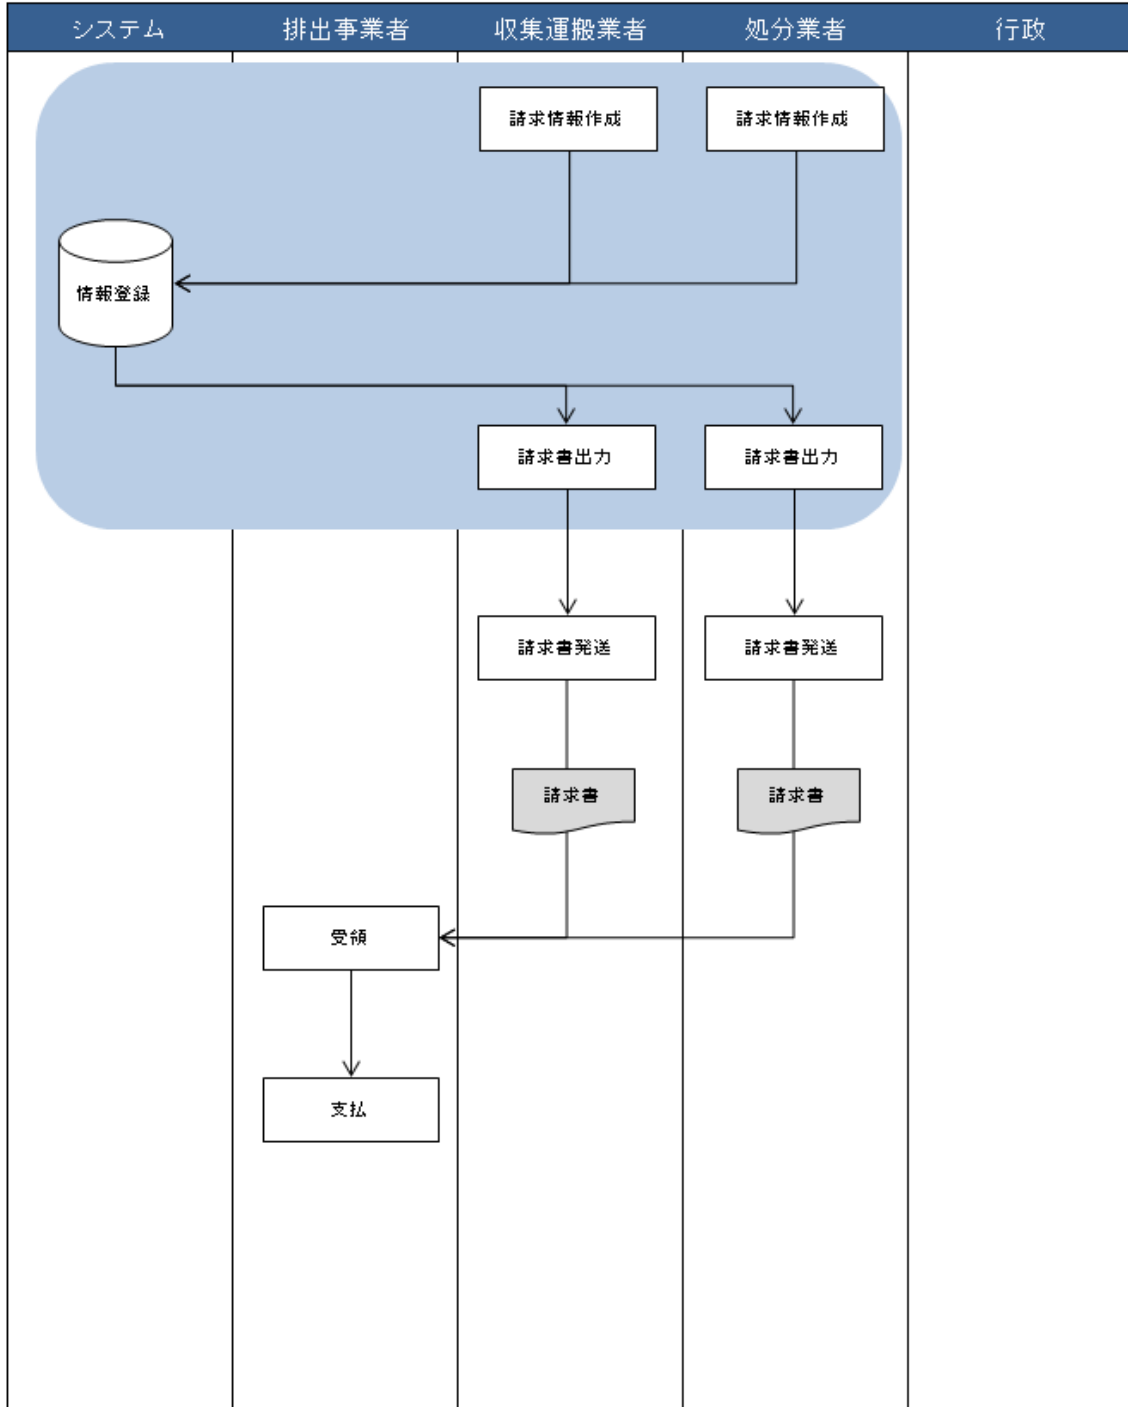 システム
排出事業者
収集運搬業者
処分業者
行政
請求情報作成
請求情報作成
情報登録
請求書出力
請求書出力
請求書発送
請求書発送
請求書
請求書
受領
支払